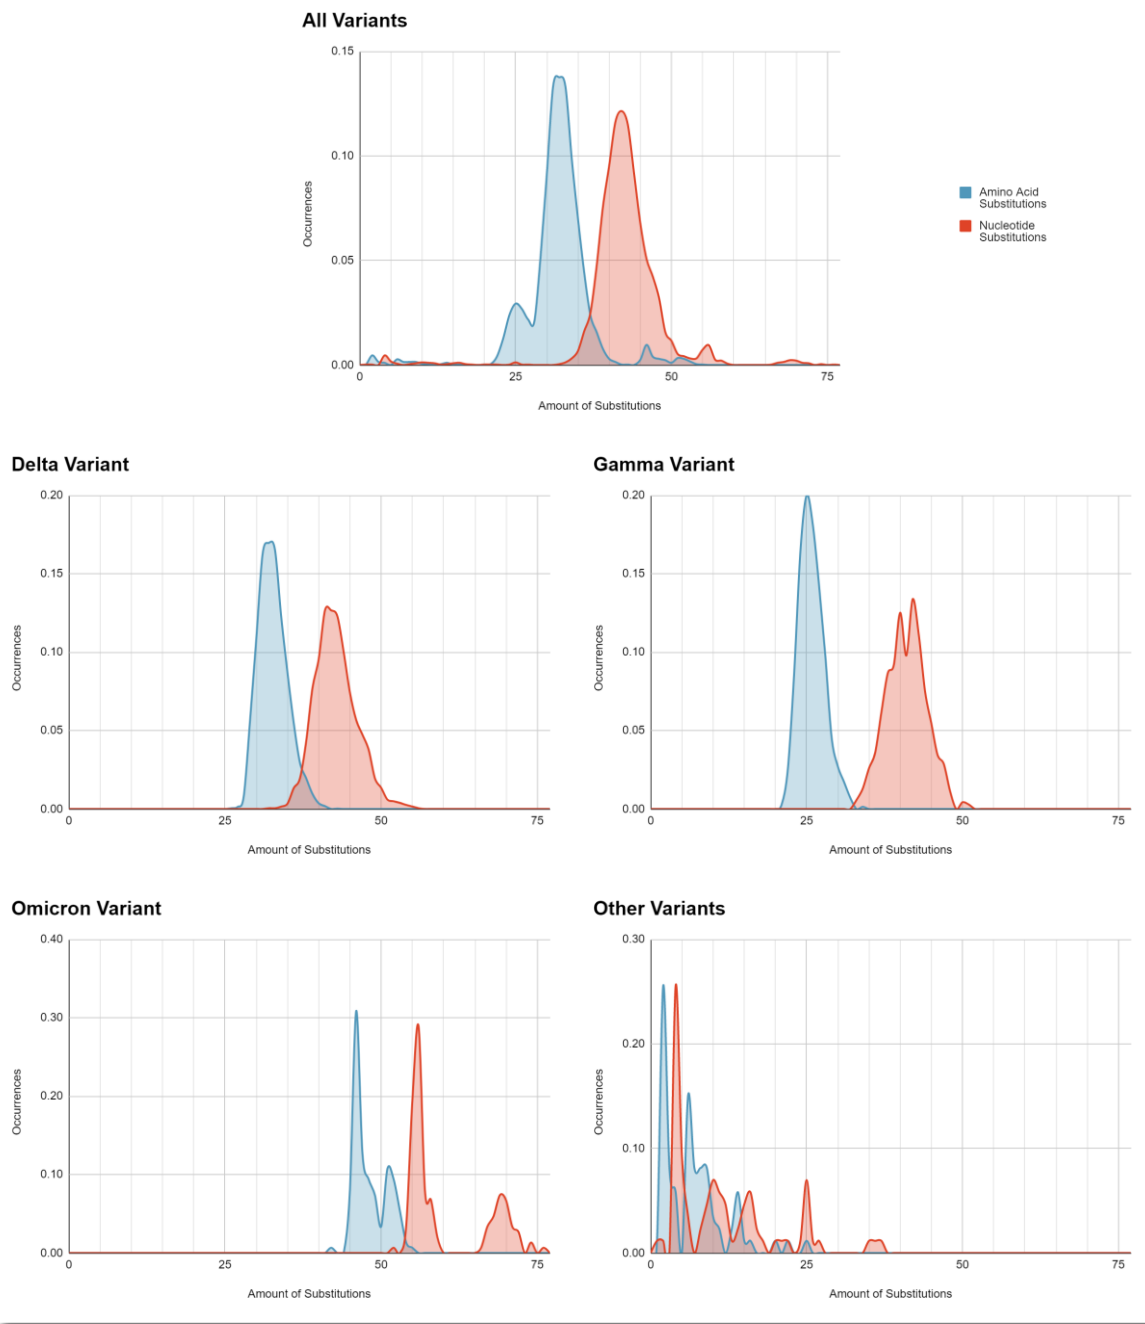 All Variants
0.15
0.10
0.05
0.00
Occurrences
0 25 50 75
Amount of Substitutions
Amino Acid
Substitutions
Nucleotide
Substitutions
Delta Variant
0.20
0.15
0.10
0.05
0.00
Occurrences
0 25 50 75
Amount of Substitutions
Gamma Variant
0.20
0.15
0.10
0.05
0.00
Occurrences
0 25 50 75
Amount of Substitutions
Omicron Variant
0.40
0.30
0.20
0.10
0.00
Occurrences
0 25 50 75
Amount of Substitutions
Other Variants
0.30
0.20
0.10
0.00
Occurrences
0 25 50 75
Amount of Substitutions